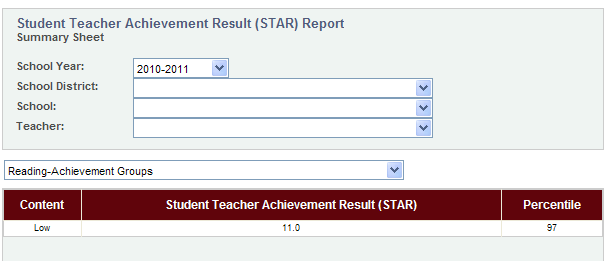 Student Teacher Achievement Result (STAR) Report
Summary Sheet
School Year: 2010-2011
School District:
School:
Teacher:
Reading-Achievement Groups
Content Student Teacher Achievement Result (STAR) Percentile
Low 11.0 97